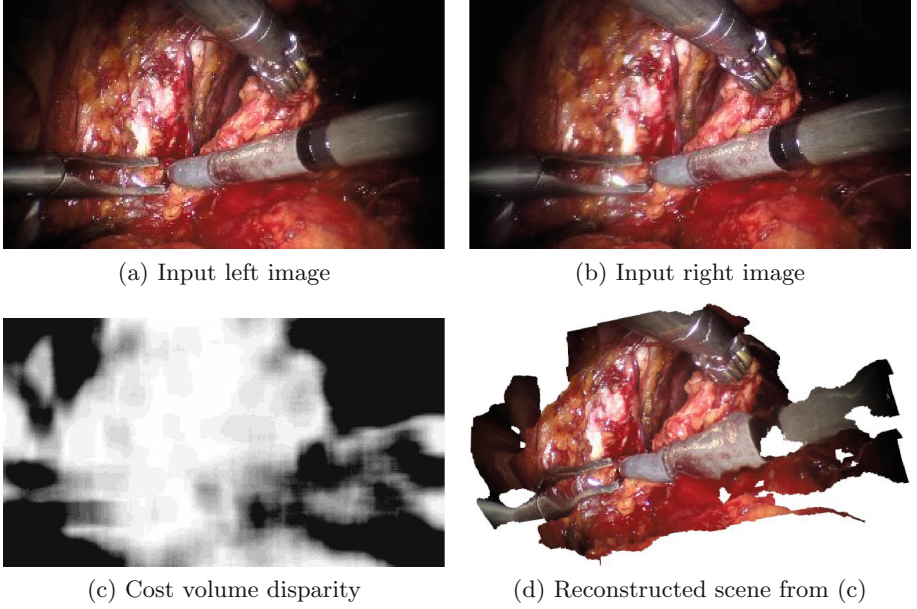 (a) Input left image
(b) Input right image
(c) Cost volume disparity
(d) Reconstructed scene from (c)